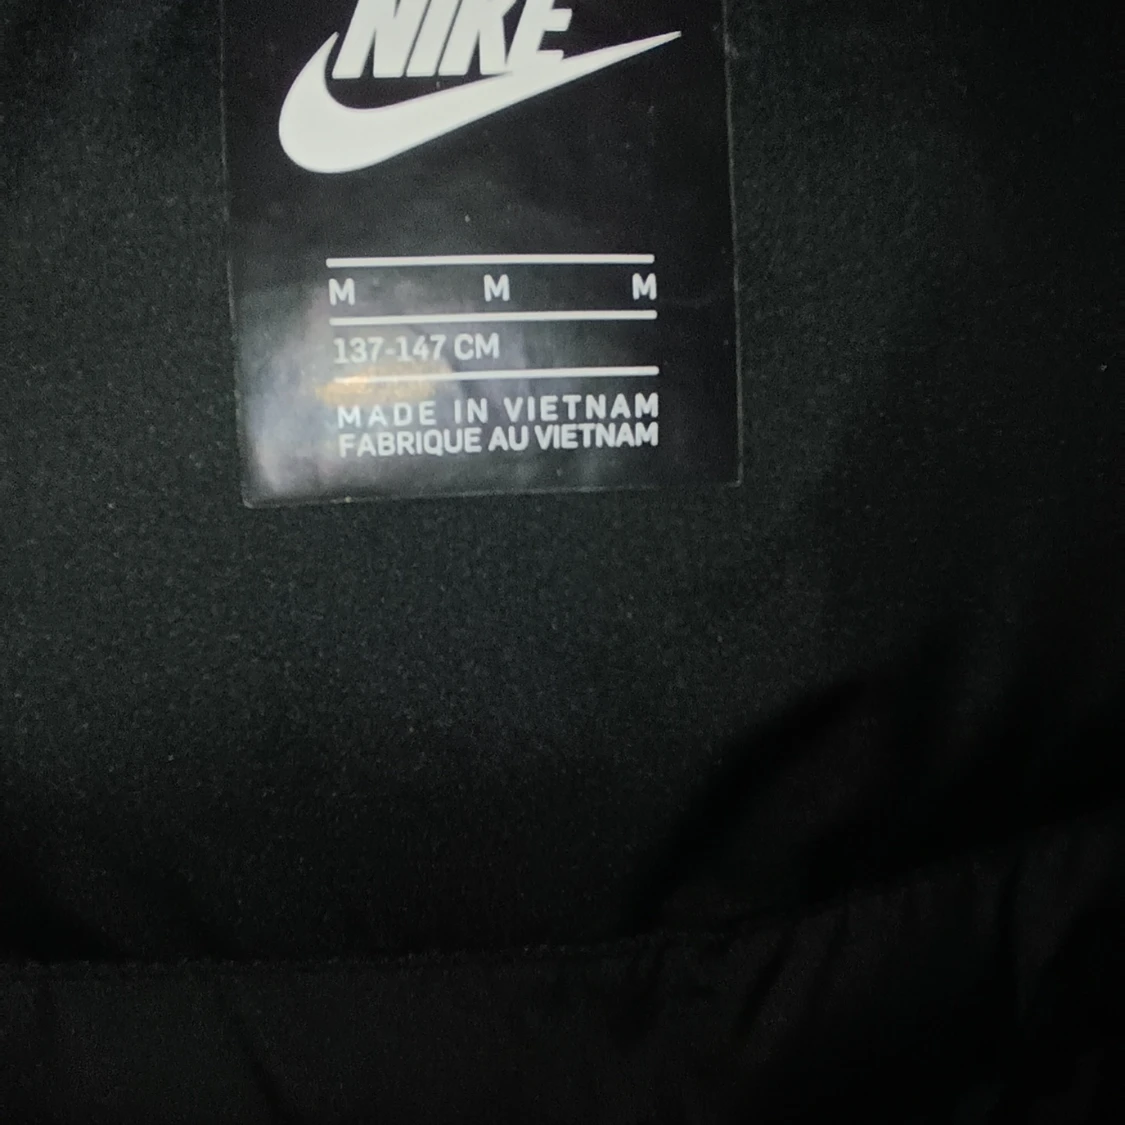 NIKE
M M M
137-147 CM
MADE IN VIETNAM
FABRIQUE AU VIETNAM